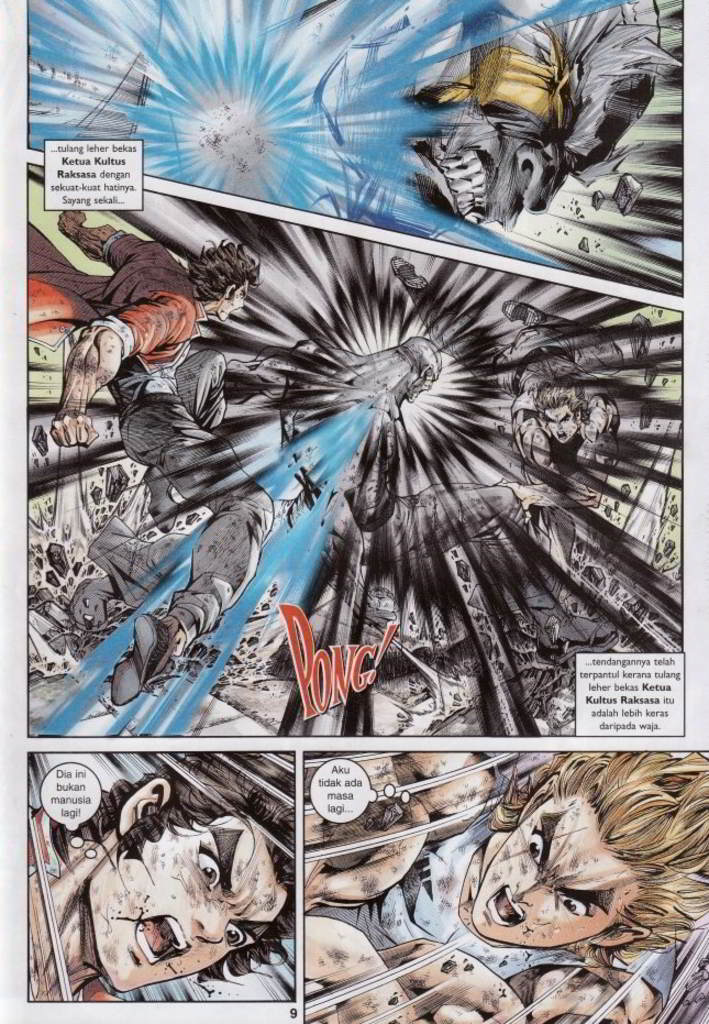 ...tulang leher bekas
Ketua Kultus
Raksasa dengan
sekuat-kuat hatinya.
Sayang sekali...
PONG!
...tendangannya telah
terpantul kerana tulang
leher bekas Ketua
Kultus Raksasa itu
adalah lebih keras
daripada waja.
Dia ini
bukan
manusia
lagi!
Aku
tidak ada
masa
lagi...
9